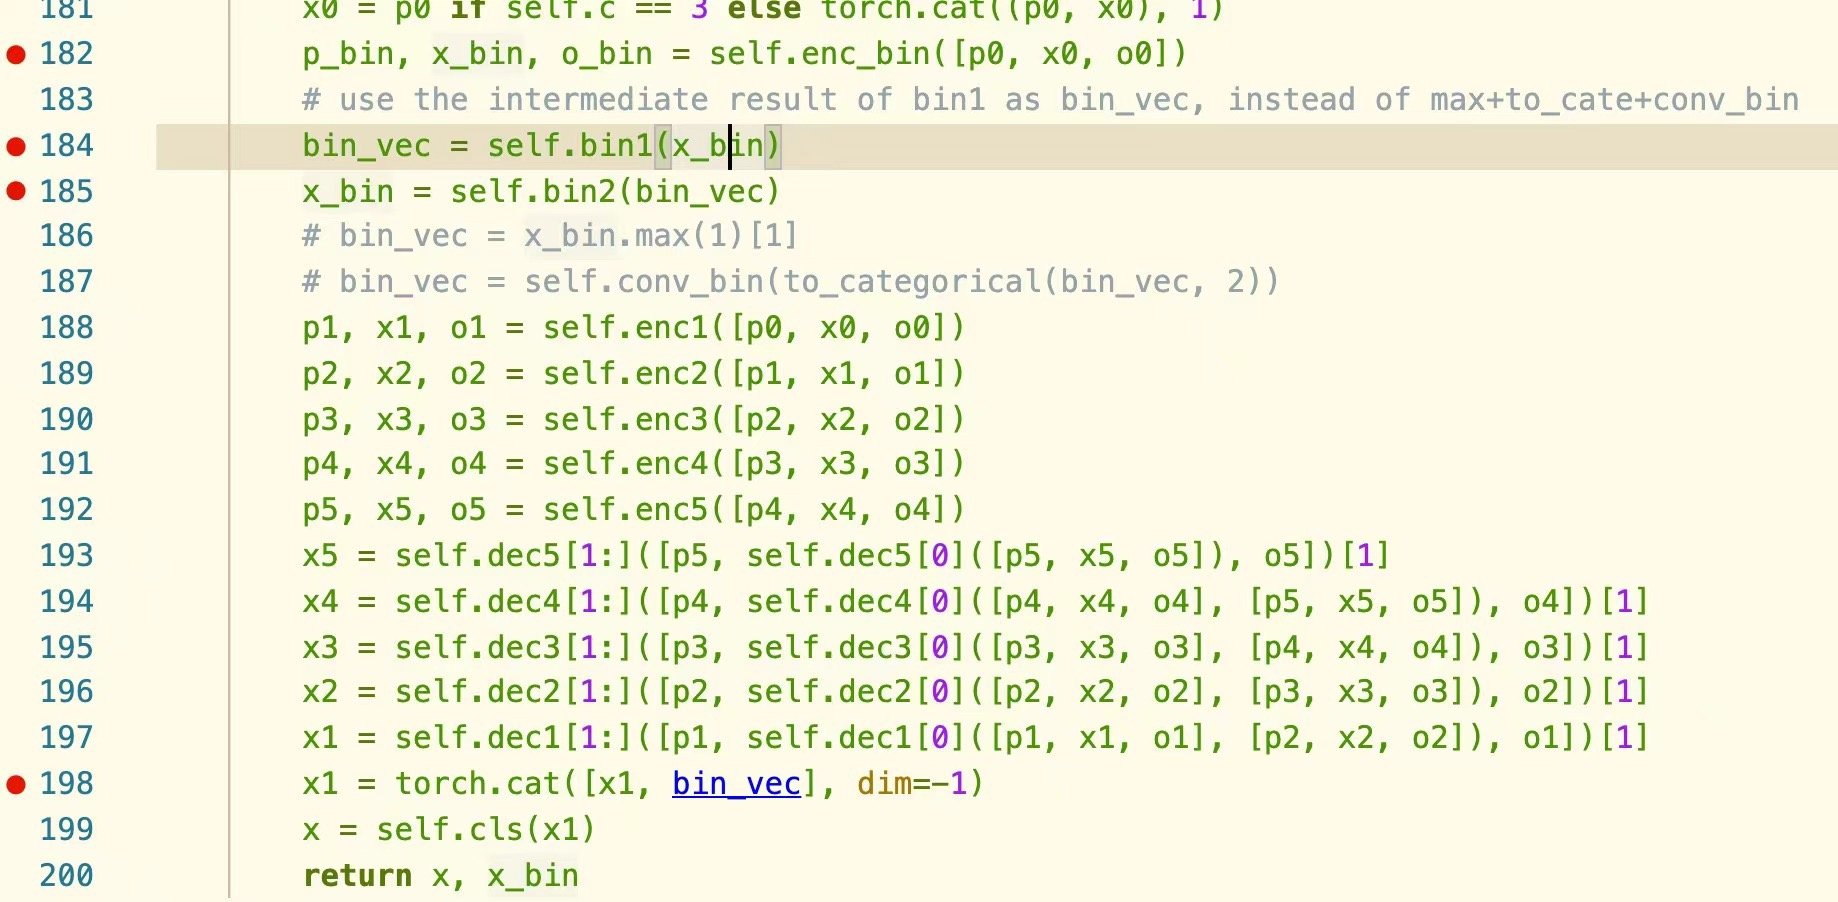 181 x0 = p0 if self.c == 3 else torch.cat((p0, x0), 1)
182 p_bin, x_bin, o_bin = self.enc_bin([p0, x0, o0])
183 # use the intermediate result of bin1 as bin_vec, instead of max+to_cate+conv_bin
184 bin_vec = self.bin1(x_bin)
185 x_bin = self.bin2(bin_vec)
186 # bin_vec = x_bin.max(1)[1]
187 # bin_vec = self.conv_bin(to_categorical(bin_vec, 2))
188 p1, x1, o1 = self.enc1([p0, x0, o0])
189 p2, x2, o2 = self.enc2([p1, x1, o1])
190 p3, x3, o3 = self.enc3([p2, x2, o2])
191 p4, x4, o4 = self.enc4([p3, x3, o3])
192 p5, x5, o5 = self.enc5([p4, x4, o4])
193 x5 = self.dec5[1:]([p5, self.dec5[0]([p5, x5, o5]), o5])[1]
194 x4 = self.dec4[1:]([p4, self.dec4[0]([p4, x4, o4], [p5, x5, o5]), o4])[1]
195 x3 = self.dec3[1:]([p3, self.dec3[0]([p3, x3, o3], [p4, x4, o4]), o3])[1]
196 x2 = self.dec2[1:]([p2, self.dec2[0]([p2, x2, o2], [p3, x3, o3]), o2])[1]
197 x1 = self.dec1[1:]([p1, self.dec1[0]([p1, x1, o1], [p2, x2, o2]), o1])[1]
198 x1 = torch.cat([x1, bin_vec], dim=-1)
199 x = self.cls(x1)
200 return x, x_bin